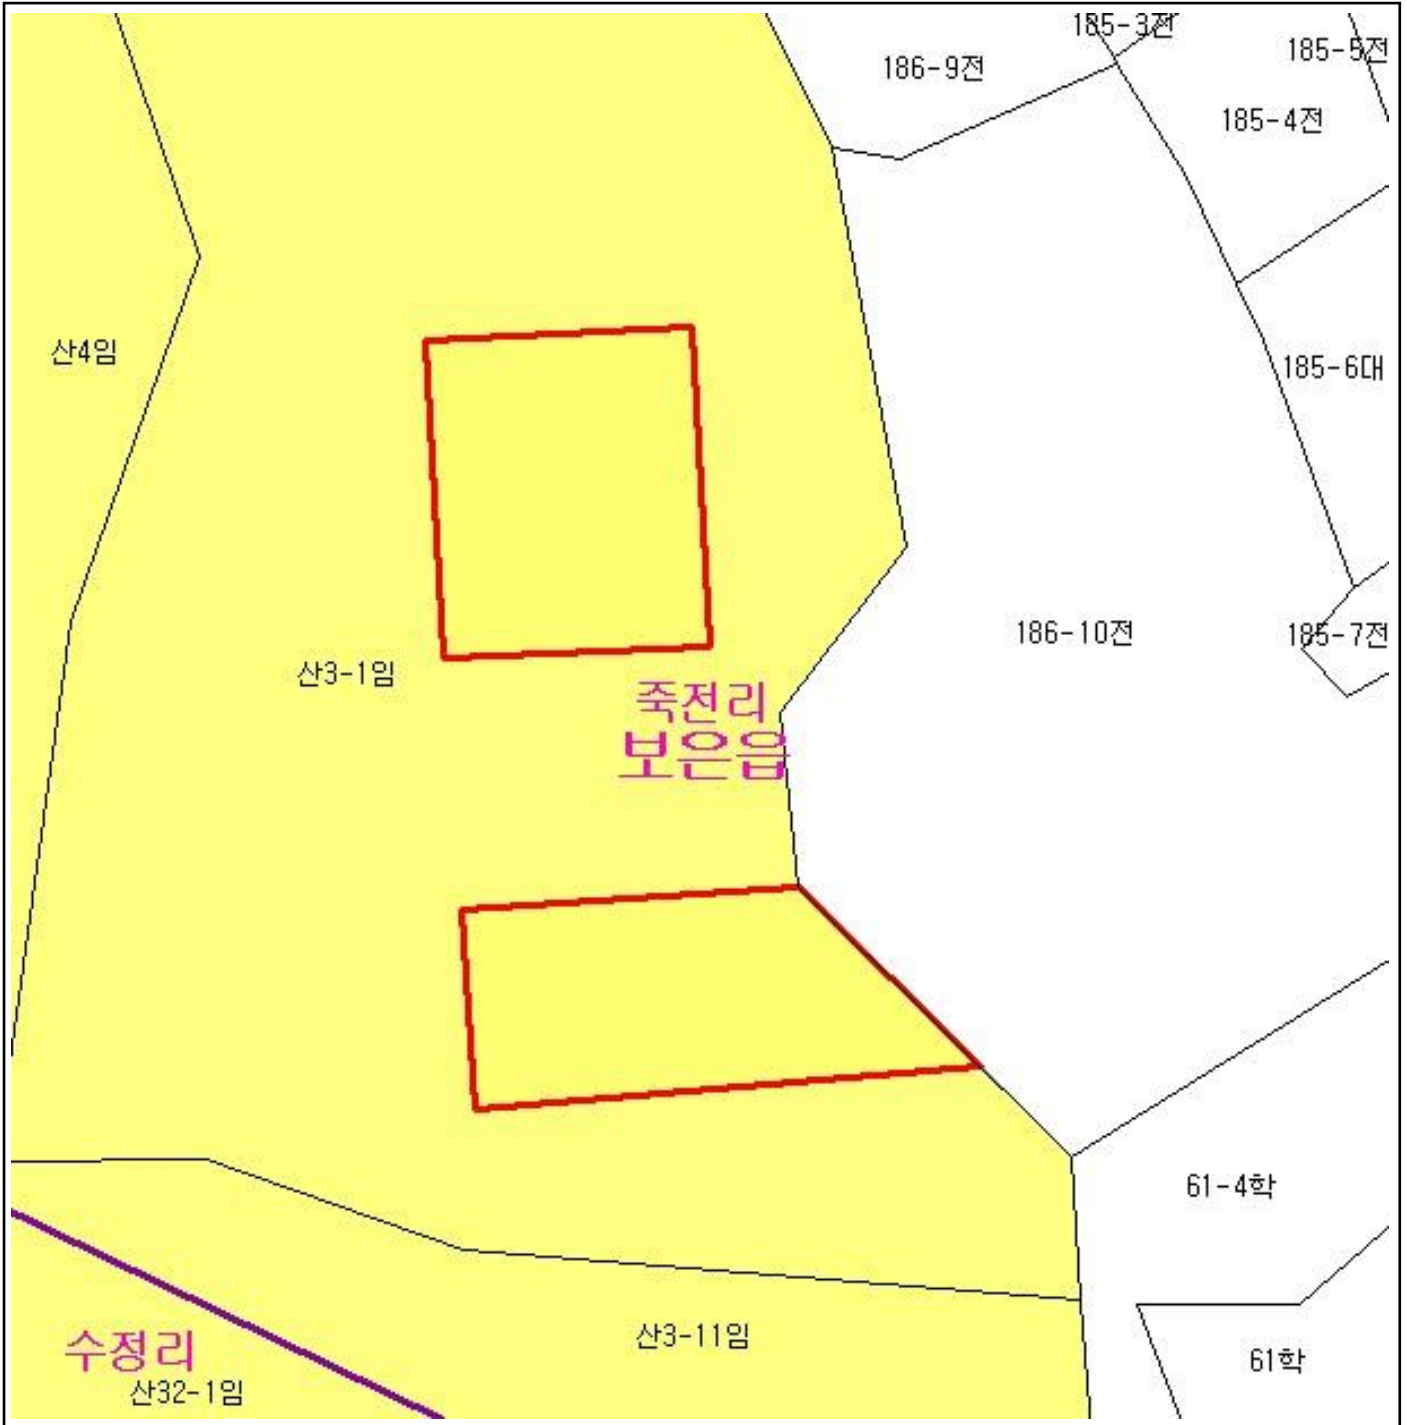 185-3전
185-5전
186-9전
185-4전
산4임
185-6대
186-10전
185-7전
산3-1임
죽전리
보은읍
61-4학
산3-11임
수정리
61학
산32-1임